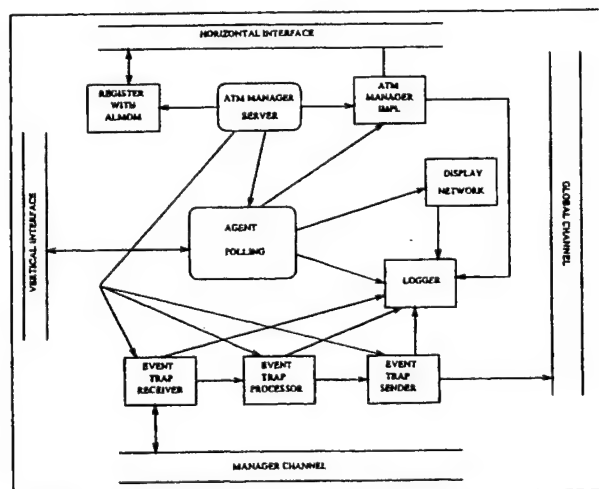 HORIZONTAL INTERFACE
REGISTER
WITH
ALMOM
ATM MANAGER
SERVER
ATM
MANAGER
IMPL
DISPLAY
NETWORK
AGENT
POLLING
VERTICAL INTERFACE
GLOBAL CHANNEL
LOGGER
EVENT
TRAP
RECEIVER
EVENT
TRAP
PROCESSOR
EVENT
TRAP
SENDER
MANAGER CHANNEL